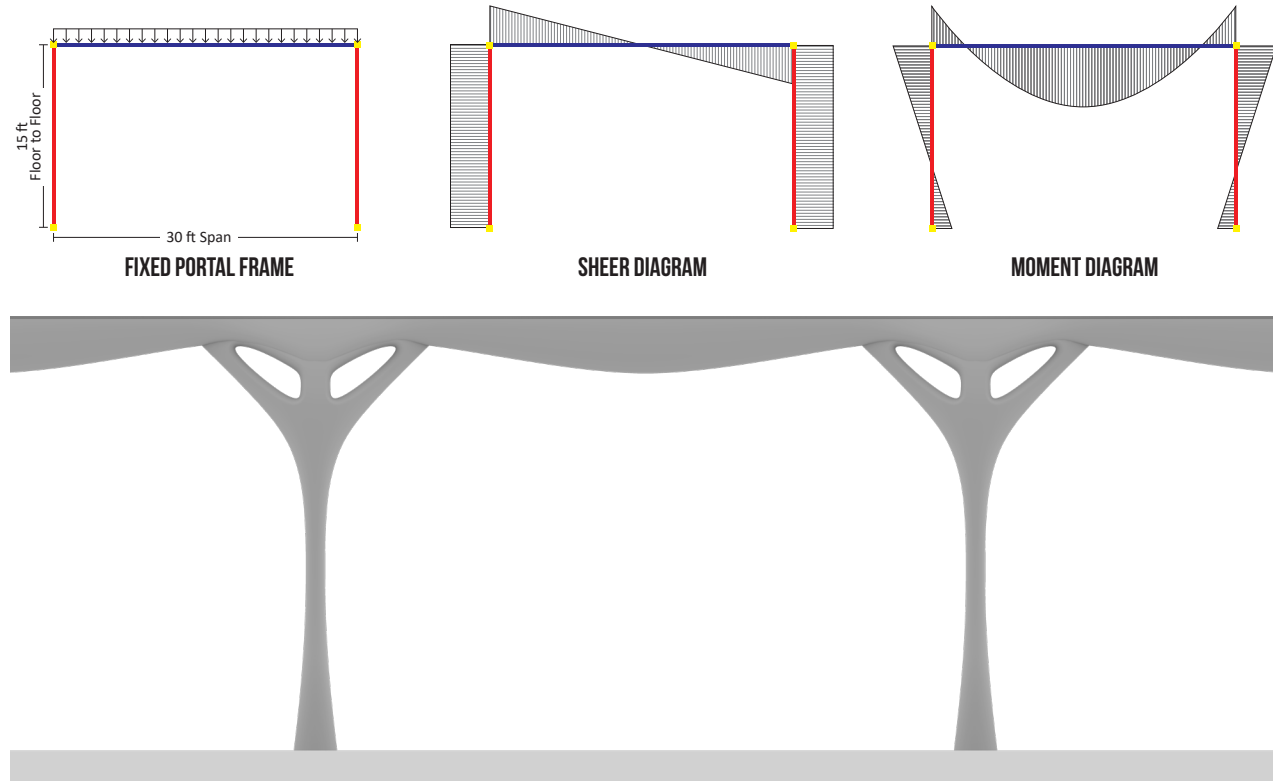 15 ft
Floor to Floor
30 ft Span
FIXED PORTAL FRAME
SHEER DIAGRAM
MOMENT DIAGRAM